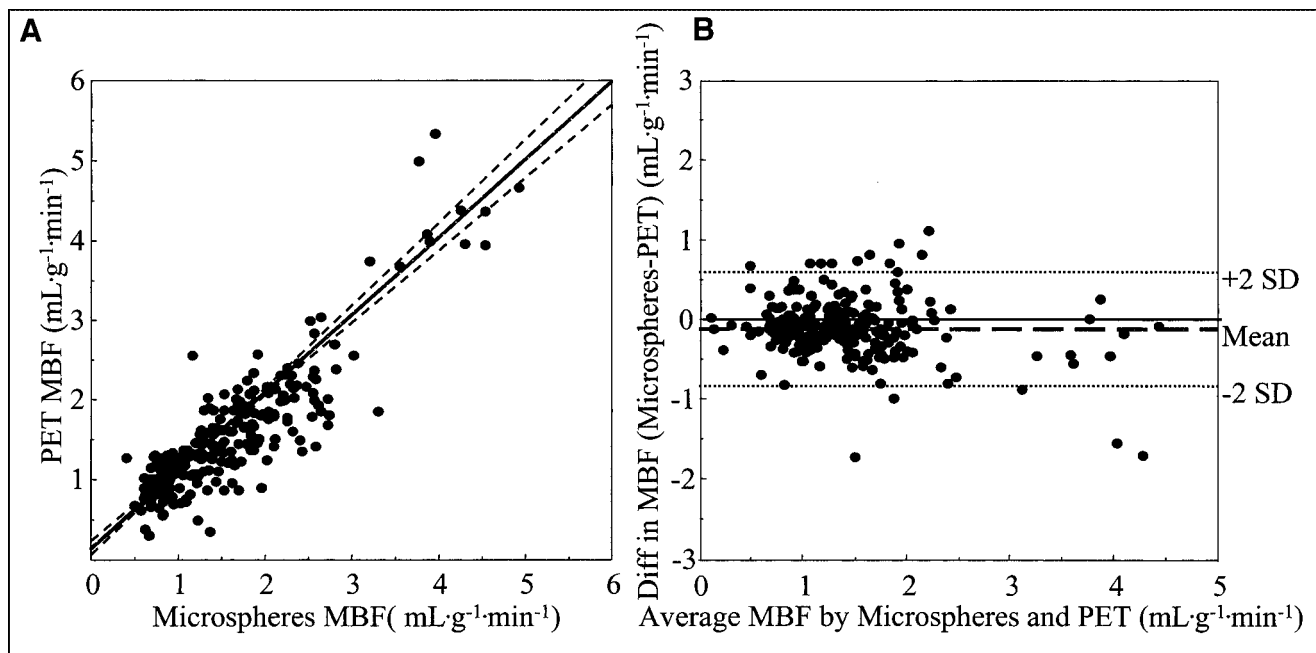 A
PET MBF (mL·g⁻¹·min⁻¹)
6
5
4
3
2
1
0 1 2 3 4 5 6
Microspheres MBF( mL·g⁻¹·min⁻¹)
B
Diff in MBF (Microspheres-PET) (mL·g⁻¹·min⁻¹)
3
2
1
0
-1
-2
-3
+2 SD
Mean
-2 SD
0 1 2 3 4 5
Average MBF by Microspheres and PET (mL·g⁻¹·min⁻¹)